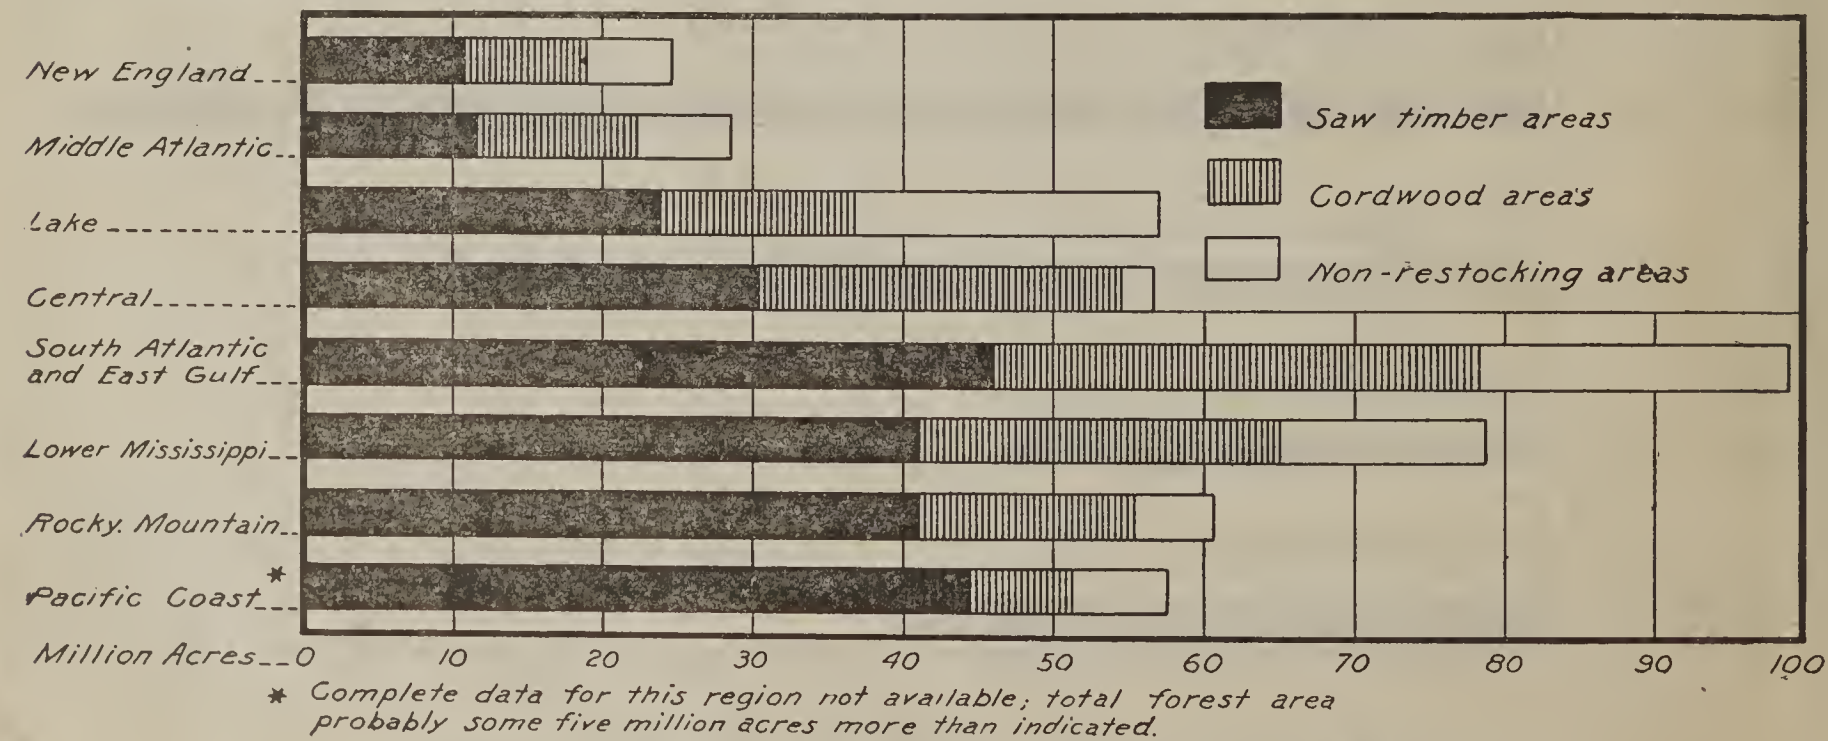 New England
Middle Atlantic
Lake
Central
South Atlantic
and East Gulf
Lower Mississippi
Rocky. Mountain
*
Pacific Coast
Saw timber areas
Cordwood areas
Non-restocking areas
Million Acres 0 10 20 30 40 50 60 70 80 90 100
* Complete data for this region not available; total forest area
probably some five million acres more than indicated.